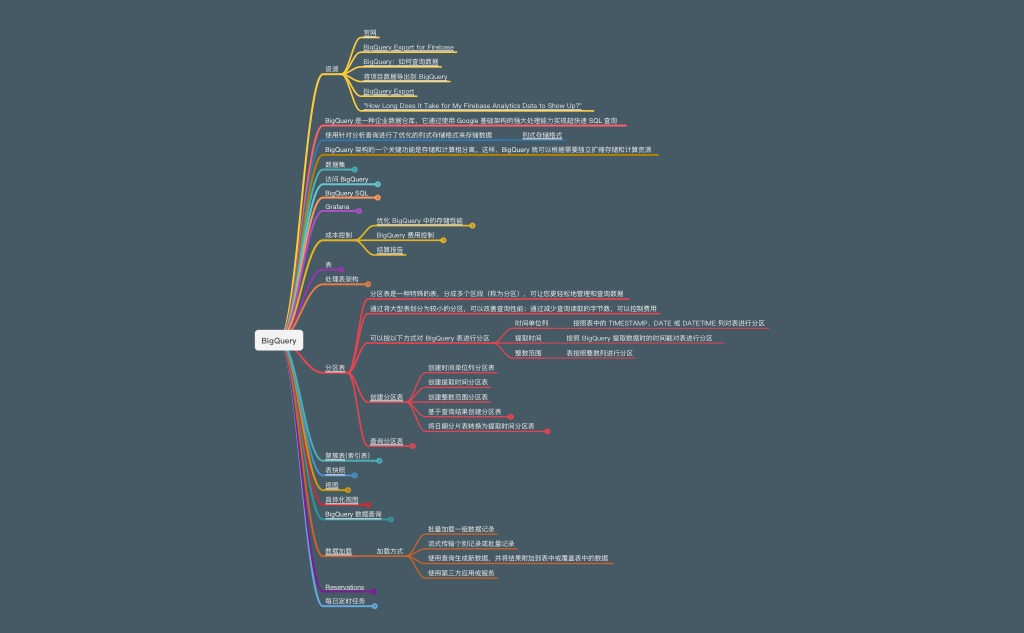 官网
BigQuery Export for Firebase
BigQuery：如何查询数据
资源
将项目数据导出到 BigQuery
BigQuery Export
"How Long Does it Take for My Firebase Analytics Data to Show Up?"
BigQuery 是一种企业数据仓库，它通过使用 Google 基础架构的强大处理能力实现超快速 SQL 查询
使用针对分析查询进行了优化的列式存储格式来存储数据 列式存储格式
BigQuery 架构的一个关键功能是存储和计算相分离。这样，BigQuery 就可以根据需要独立扩缩存储和计算资源
数据集
访问 BigQuery
BigQuery SQL
Grafana
优化 BigQuery 中的存储性能
成本控制 BigQuery 费用控制
结算报告
表
处理表架构
分区表是一种特殊的表，分成多个区段（称为分区），可让您更轻松地管理和查询数据
通过将大型表划分为较小的分区，可以改善查询性能；通过减少查询读取的字节数，可以控制费用
时间单位列 按照表中的 TIMESTAMP、DATE 或 DATETIME 列对表进行分区
可以按以下方式对 BigQuery 表进行分区 提取时间 按照 BigQuery 提取数据时的时间戳对表进行分区
整数范围 表按照整数列进行分区
BigQuery
分区表
创建时间单位列分区表
创建提取时间分区表
创建分区表 创建整数范围分区表
基于查询结果创建分区表
将日期分片表转换为提取时间分区表
查询分区表
聚簇表(索引表)
表快照
视图
具体化视图
BigQuery 数据查询
批量加载一组数据记录
流式传输个别记录或批量记录
数据加载 加载方式
使用查询生成新数据，并将结果附加到表中或覆盖表中的数据
使用第三方应用或服务
Reservations
每日定时任务